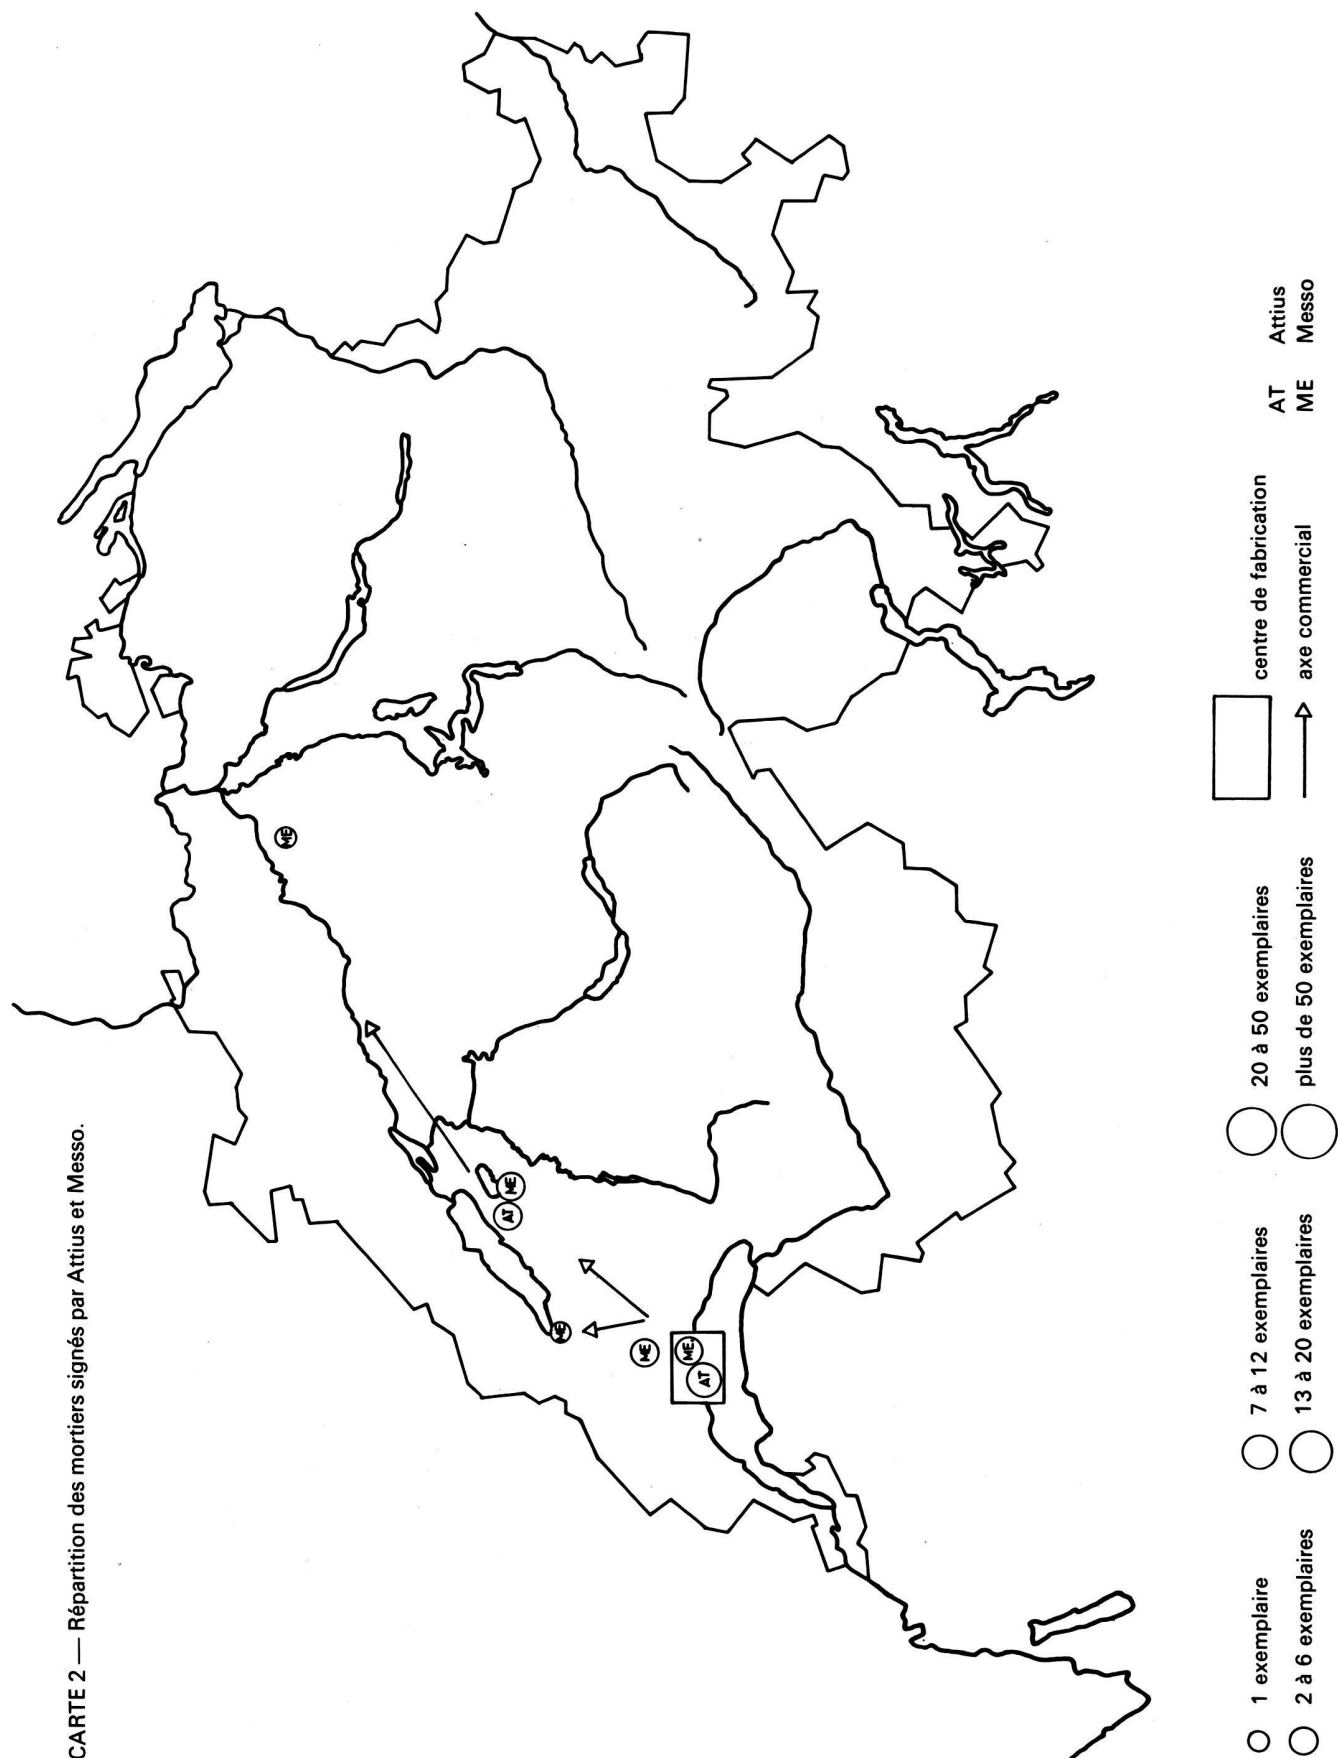 CARTE 2 — Répartition des mortiers signés par Attius et Messo.
ME
ME
AT
ME
ME
ME
AT
1 exemplaire
2 à 6 exemplaires
7 à 12 exemplaires
13 à 20 exemplaires
20 à 50 exemplaires
plus de 50 exemplaires
centre de fabrication
axe commercial
AT Attius
ME Messo